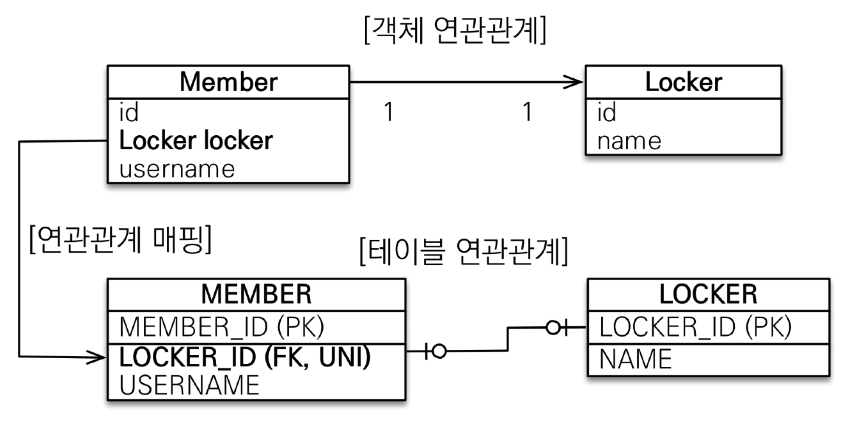 [객체 연관관계]
Member
id
Locker locker
username
1
1
Locker
id
name
[연관관계 매핑]
[테이블 연관관계]
MEMBER
MEMBER_ID (PK)
LOCKER_ID (FK, UNI)
USERNAME
LOCKER
LOCKER_ID (PK)
NAME